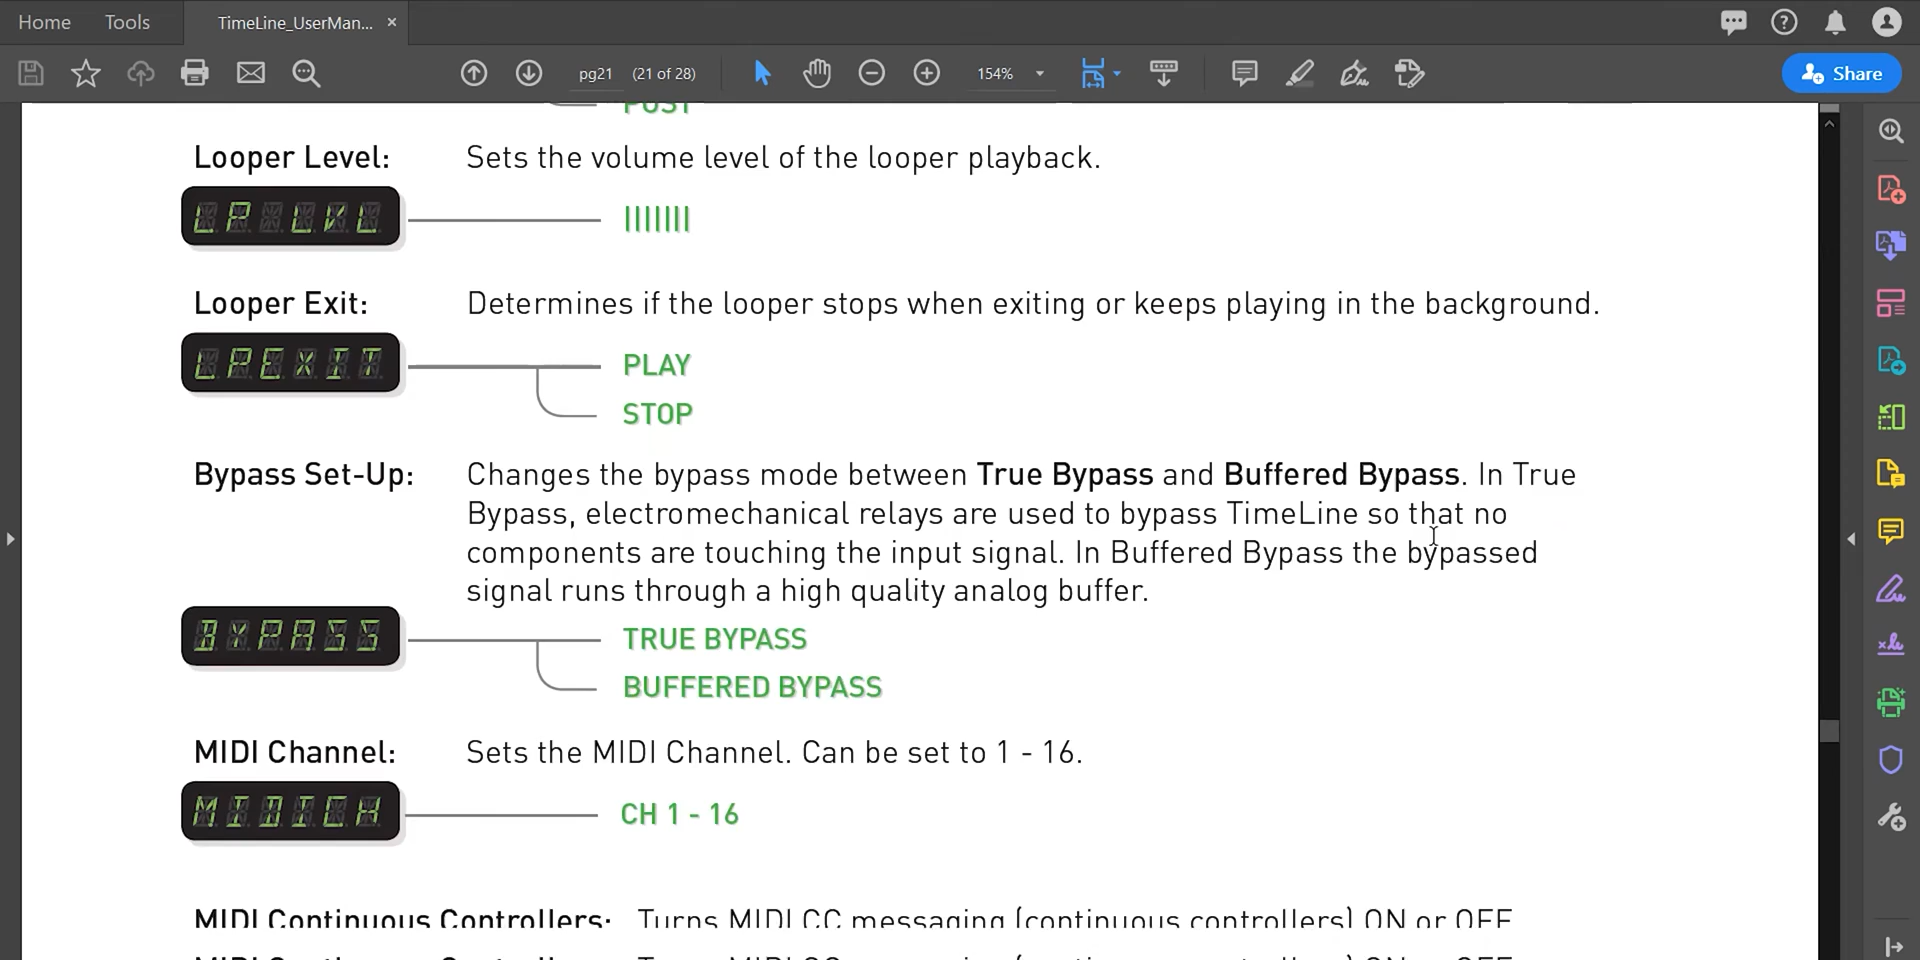 Home Tools TimeLine_UserMan... ×
pg21 (21 of 28) 154% Share
POST
Looper Level: Sets the volume level of the looper playback.
LP LVL |||||||
Looper Exit: Determines if the looper stops when exiting or keeps playing in the background.
LPEXIT PLAY
STOP
Bypass Set-Up: Changes the bypass mode between True Bypass and Buffered Bypass. In True
Bypass, electromechanical relays are used to bypass TimeLine so that no
components are touching the input signal. In Buffered Bypass the bypassed
signal runs through a high quality analog buffer.
BYPASS TRUE BYPASS
BUFFERED BYPASS
MIDI Channel: Sets the MIDI Channel. Can be set to 1 - 16.
MIDICH CH 1 - 16
MIDI Continuous Controllers: Turns MIDI CC messaging (continuous controllers) ON or OFF